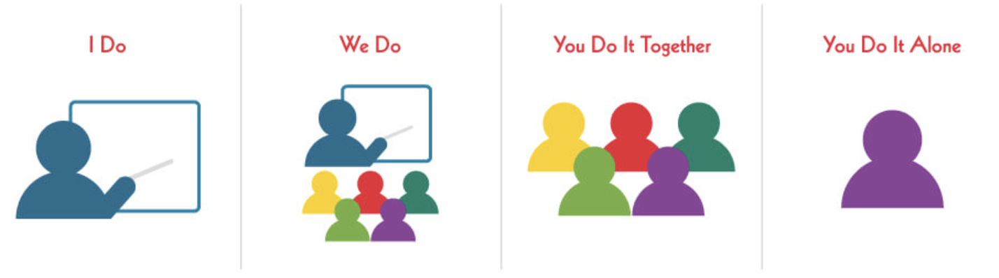 I Do
We Do
You Do It Together
You Do It Alone